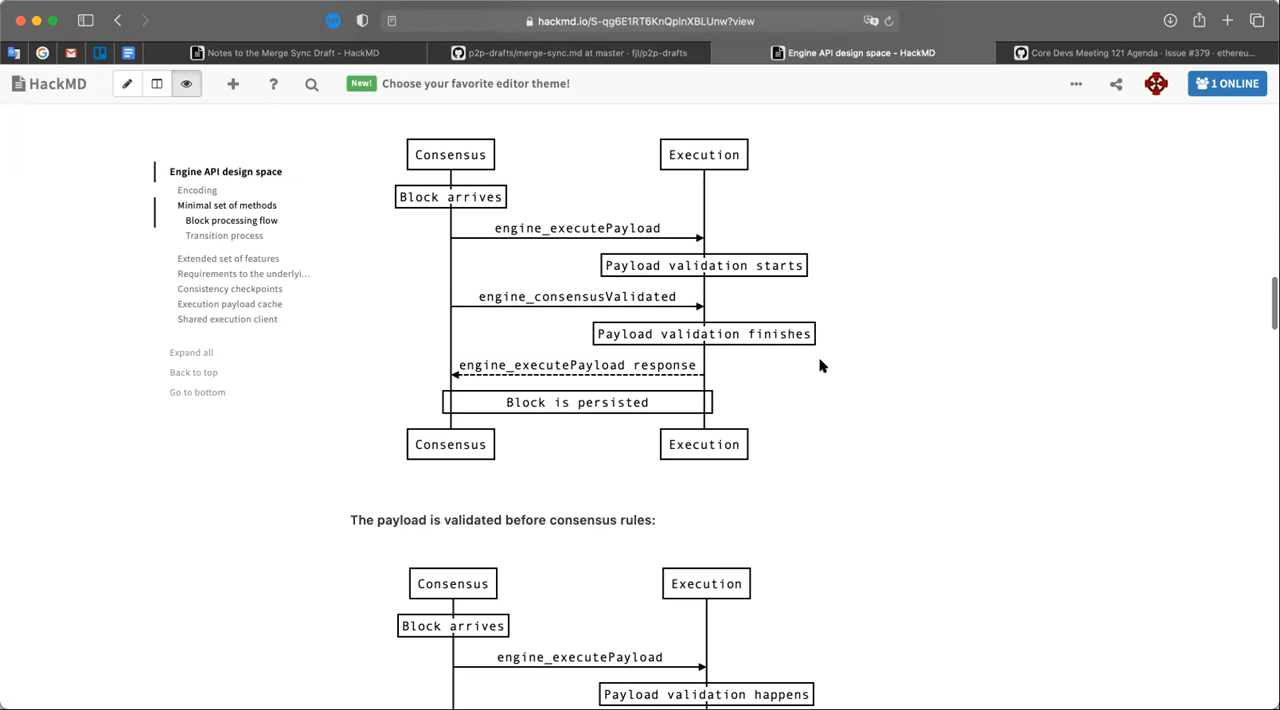 hackmd.io/S-qg6E1RT6KnQplnXBLUnw?view
Notes to the Merge Sync Draft - HackMD
p2p-drafts/merge-sync.md at master · fjl/p2p-drafts
Engine API design space - HackMD
Core Devs Meeting 121 Agenda · Issue #379 · ethereu...
HackMD
New!
Choose your favorite editor theme!
1 ONLINE
Engine API design space
Encoding
Minimal set of methods
Block processing flow
Transition process
Extended set of features
Requirements to the underlyi...
Consistency checkpoints
Execution payload cache
Shared execution client
Expand all
Back to top
Go to bottom
Consensus
Execution
Block arrives
engine_executePayload
Payload validation starts
engine_consensusValidated
Payload validation finishes
engine_executePayload response
Block is persisted
Consensus
Execution
The payload is validated before consensus rules:
Consensus
Execution
Block arrives
engine_executePayload
Payload validation happens